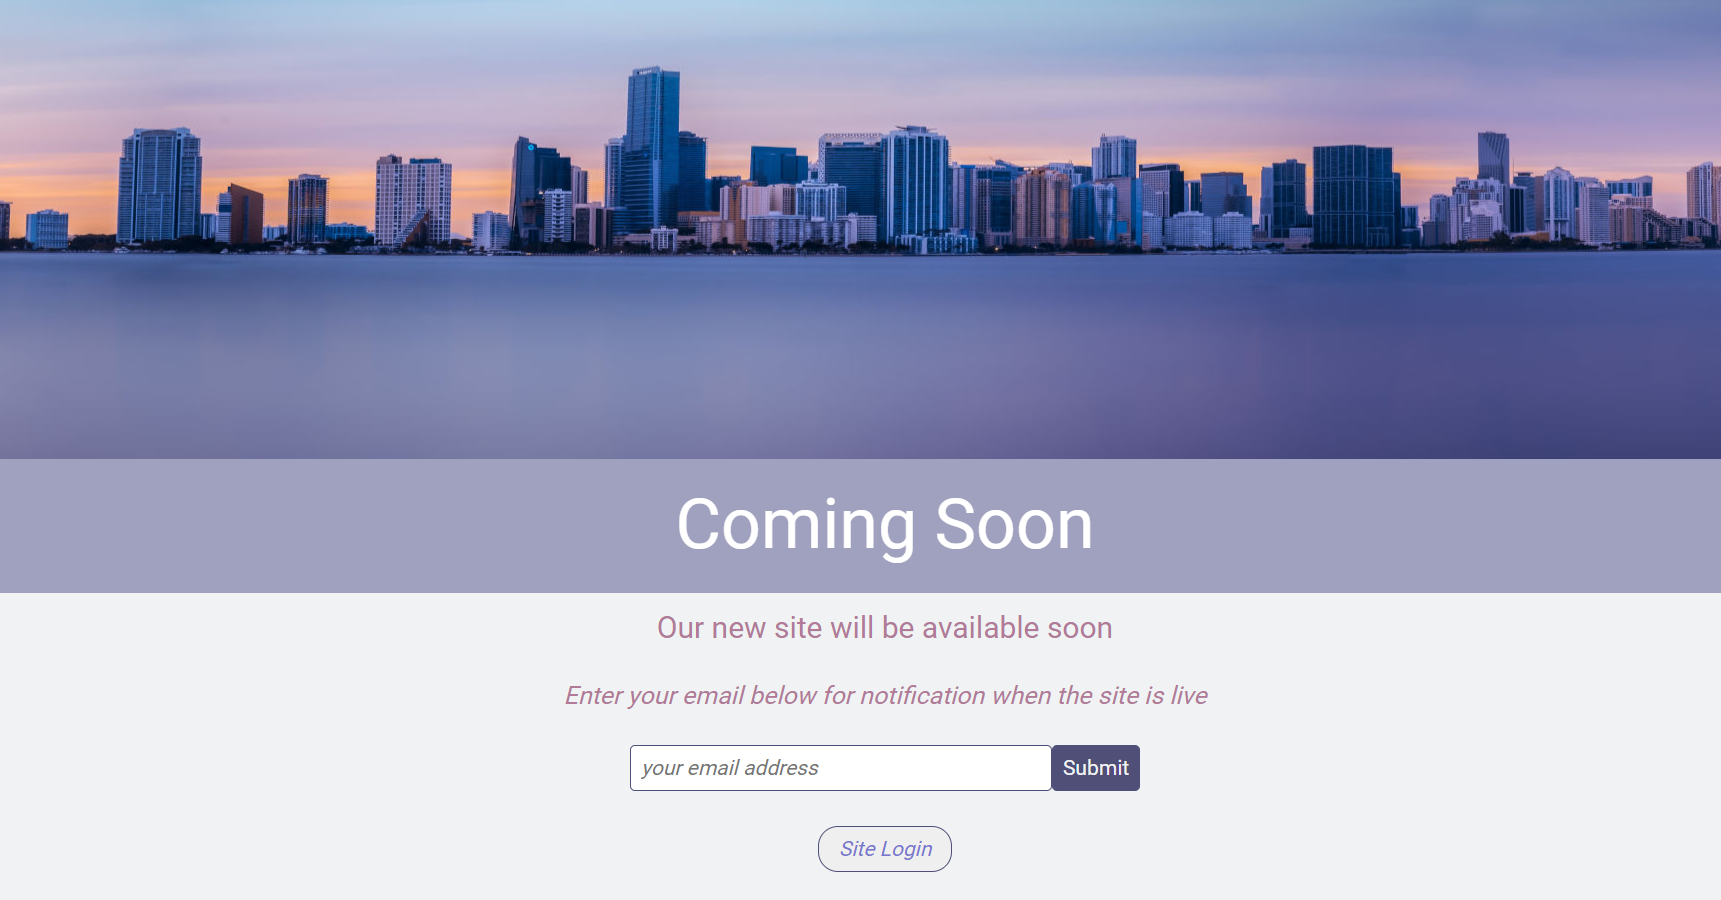 Coming Soon
Our new site will be available soon
Enter your email below for notification when the site is live
your email address
Submit
Site Login